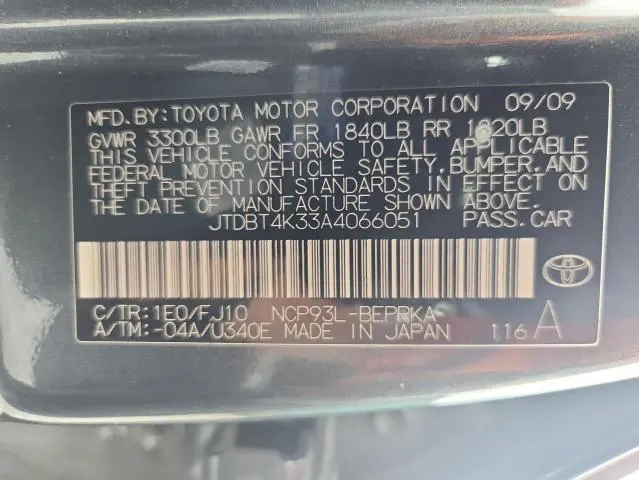 MFD. BY: TOYOTA MOTOR CORPORATION 09/09
GVWR 3300LB GAWR FR 1840LB RR 1820LB
THIS VEHICLE CONFORMS TO ALL APPLICABLE
FEDERAL MOTOR VEHICLE SAFETY, BUMPER, AND
THEFT PREVENTION STANDARDS IN EFFECT ON
THE DATE OF MANUFACTURE SHOWN ABOVE.
JTDBT4K33A4066051 PASS. CAR
C/TR: 1E0/FJ10 NCP93L-BEPRKA
A/TM: -04A/U340E MADE IN JAPAN 116 A